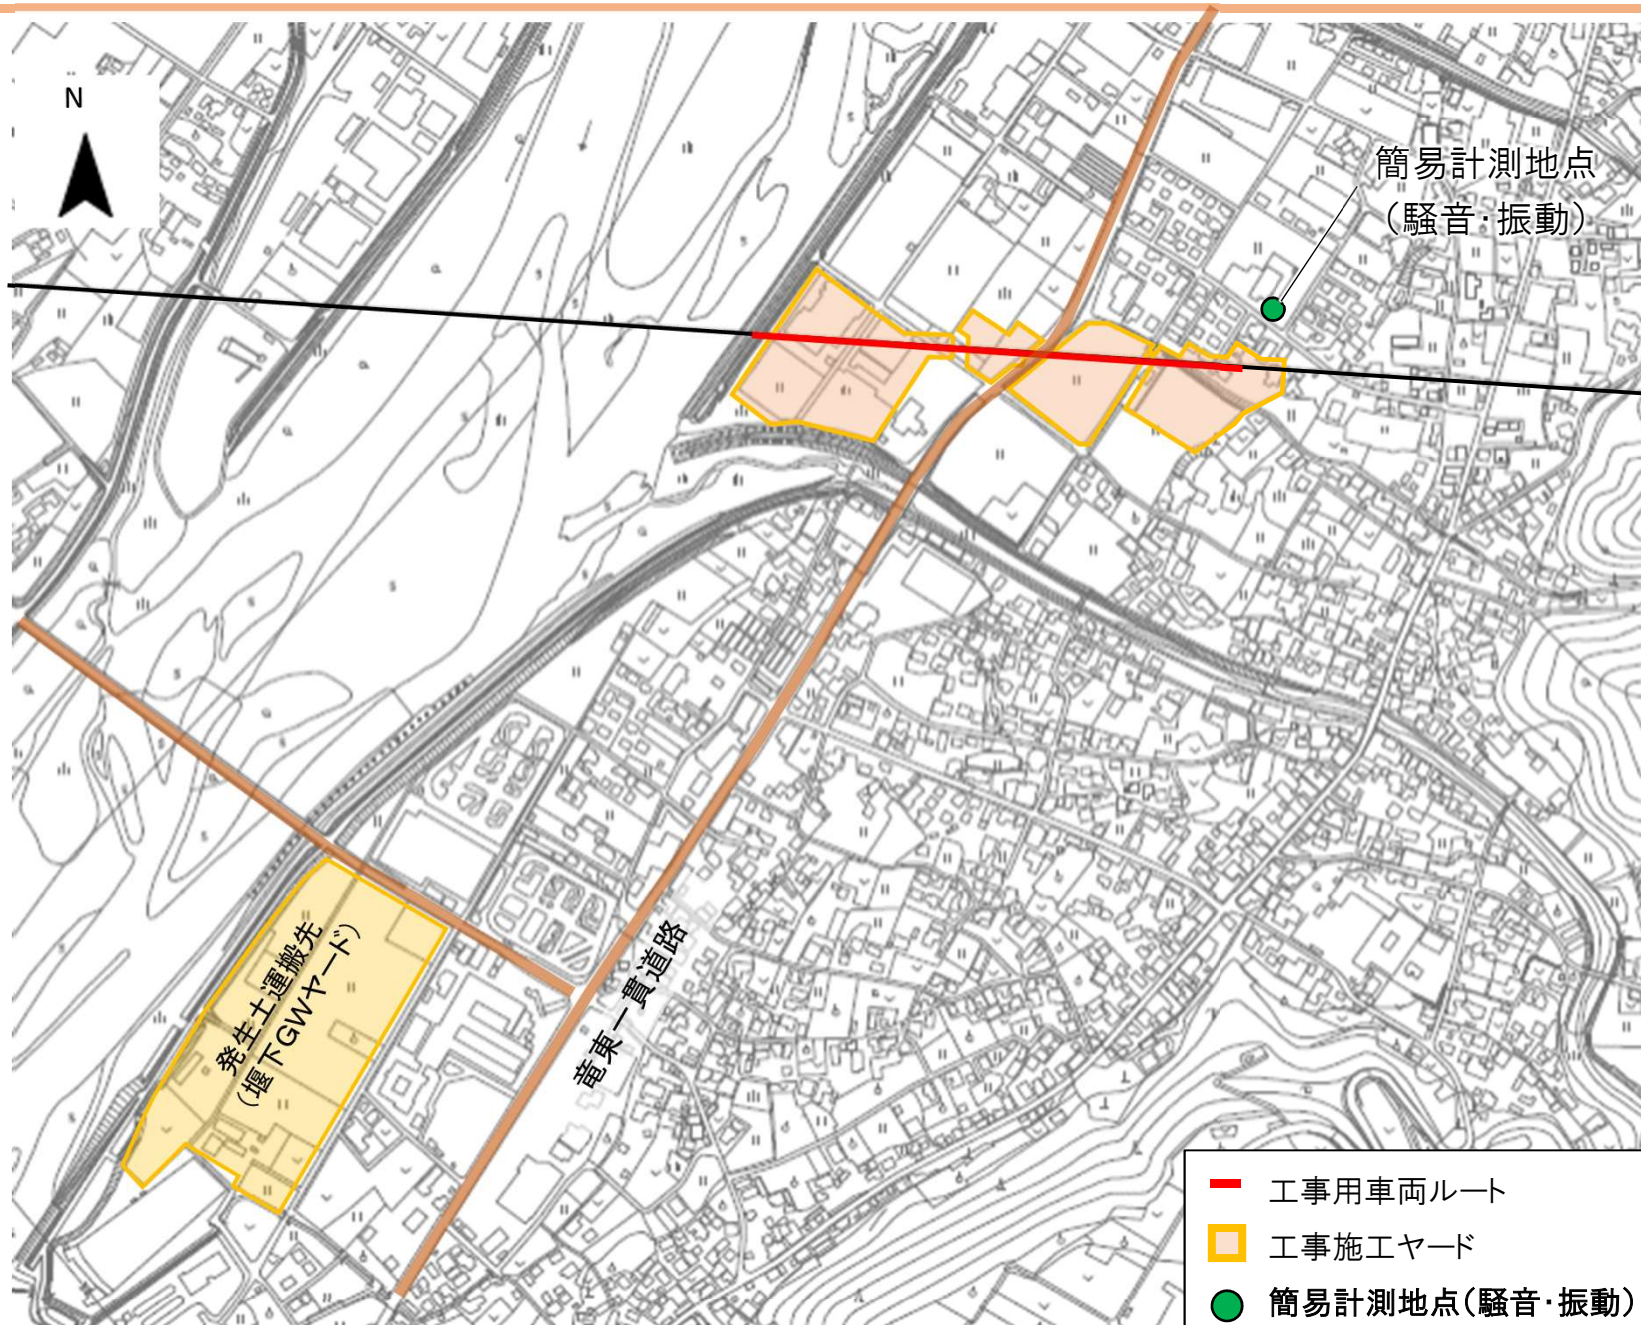 N
簡易計測地点
（騒音・振動）
発生土運搬先
（堰下GWヤード）
竜東一貫道路
工事用車両ルート
工事施工ヤード
簡易計測地点（騒音・振動）